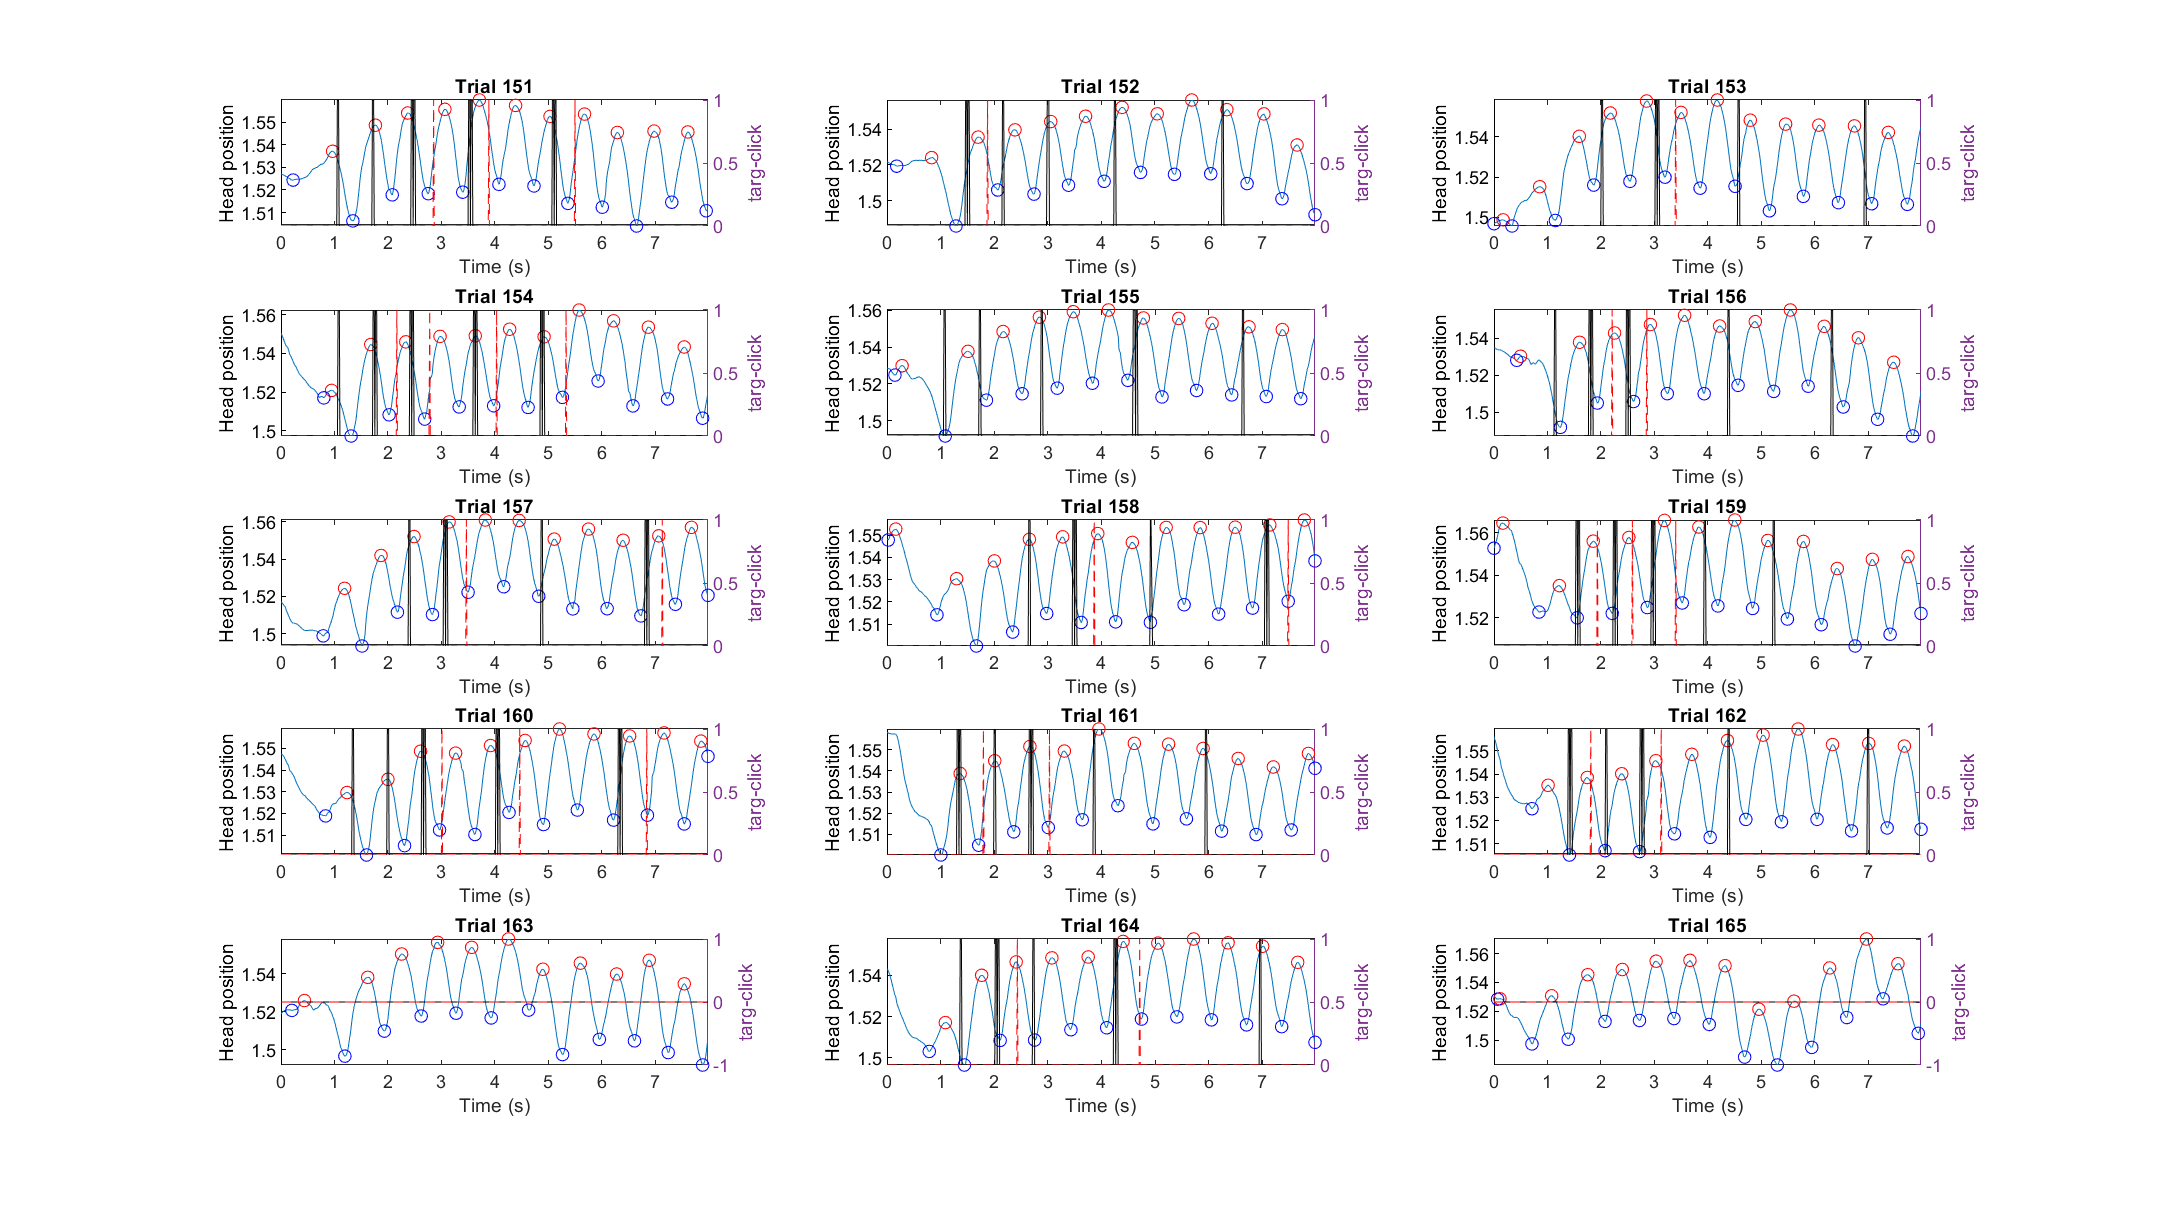 Trial 151
Head position
1.55
1.54
1.53
1.52
1.51
1
0.5
0
targ-click
0 1 2 3 4 5 6 7
Time (s)
Trial 152
Head position
1.54
1.52
1.5
1
0.5
0
targ-click
0 1 2 3 4 5 6 7
Time (s)
Trial 153
Head position
1.54
1.52
1.5
1
0.5
0
targ-click
0 1 2 3 4 5 6 7
Time (s)
Trial 154
Head position
1.56
1.54
1.52
1.5
1
0.5
0
targ-click
0 1 2 3 4 5 6 7
Time (s)
Trial 155
Head position
1.56
1.54
1.52
1.5
1
0.5
0
targ-click
0 1 2 3 4 5 6 7
Time (s)
Trial 156
Head position
1.54
1.52
1.5
1
0.5
0
targ-click
0 1 2 3 4 5 6 7
Time (s)
Trial 157
Head position
1.56
1.54
1.52
1.5
1
0.5
0
targ-click
0 1 2 3 4 5 6 7
Time (s)
Trial 158
Head position
1.55
1.54
1.53
1.52
1.51
1
0.5
0
targ-click
0 1 2 3 4 5 6 7
Time (s)
Trial 159
Head position
1.56
1.54
1.52
1
0.5
0
targ-click
0 1 2 3 4 5 6 7
Time (s)
Trial 160
Head position
1.55
1.54
1.53
1.52
1.51
1
0.5
0
targ-click
0 1 2 3 4 5 6 7
Time (s)
Trial 161
Head position
1.55
1.54
1.53
1.52
1.51
1
0.5
0
targ-click
0 1 2 3 4 5 6 7
Time (s)
Trial 162
Head position
1.55
1.54
1.53
1.52
1.51
1
0.5
0
targ-click
0 1 2 3 4 5 6 7
Time (s)
Trial 163
Head position
1.54
1.52
1.5
1
0
-1
targ-click
0 1 2 3 4 5 6 7
Time (s)
Trial 164
Head position
1.54
1.52
1.5
1
0.5
0
targ-click
0 1 2 3 4 5 6 7
Time (s)
Trial 165
Head position
1.56
1.54
1.52
1.5
1
0
-1
targ-click
0 1 2 3 4 5 6 7
Time (s)